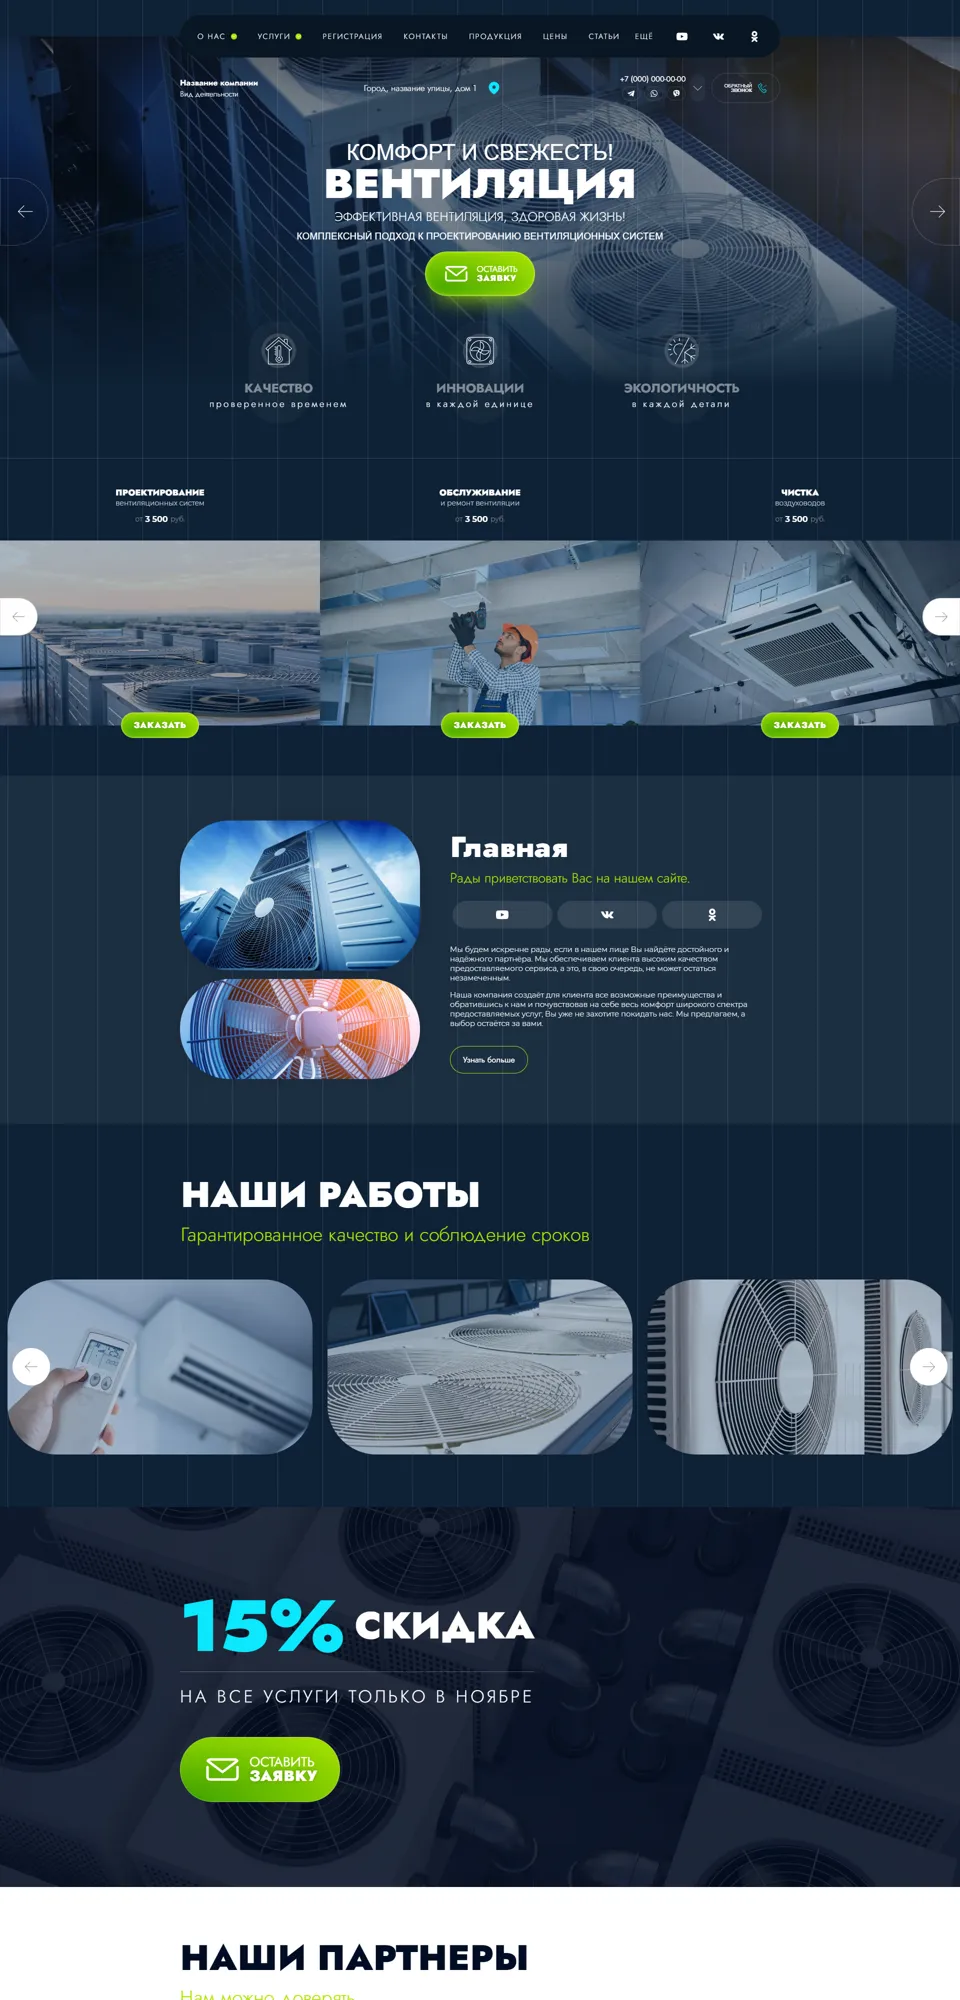 О НАС
УСЛУГИ
РЕГИСТРАЦИЯ
КОНТАКТЫ
ПРОДУКЦИЯ
ЦЕНЫ
СТАТЬИ
ЕЩЁ
Название компании
Вид деятельности
Город, название улицы, дом 1
+7 (000) 000-00-00
ОБРАТНЫЙ
ЗВОНОК
КОМФОРТ И СВЕЖЕСТЬ!
ВЕНТИЛЯЦИЯ
ЭФФЕКТИВНАЯ ВЕНТИЛЯЦИЯ, ЗДОРОВАЯ ЖИЗНЬ!
КОМПЛЕКСНЫЙ ПОДХОД К ПРОЕКТИРОВАНИЮ ВЕНТИЛЯЦИОННЫХ СИСТЕМ
ОСТАВИТЬ
ЗАЯВКУ
КАЧЕСТВО
проверенное временем
ИННОВАЦИИ
в каждой единице
ЭКОЛОГИЧНОСТЬ
в каждой детали
ПРОЕКТИРОВАНИЕ
вентиляционных систем
от 3 500 руб.
ОБСЛУЖИВАНИЕ
и ремонт вентиляции
от 3 500 руб.
ЧИСТКА
воздуховодов
от 3 500 руб.
ЗАКАЗАТЬ
ЗАКАЗАТЬ
ЗАКАЗАТЬ
Главная
Рады приветствовать Вас на нашем сайте.
Мы будем искренне рады, если в нашем лице Вы найдёте достойного и
надёжного партнёра. Мы обеспечиваем клиента высоким качеством
предоставляемого сервиса, а это, в свою очередь, не может остаться
незамеченным.
Наша компания создаёт для клиента все возможные преимущества и
обратившись к нам и почувствовав на себе весь комфорт широкого спектра
предоставляемых услуг, Вы уже не захотите покидать нас. Мы предлагаем, а
выбор остаётся за вами.
Узнать больше
НАШИ РАБОТЫ
Гарантированное качество и соблюдение сроков
15% СКИДКА
НА ВСЕ УСЛУГИ ТОЛЬКО В НОЯБРЕ
ОСТАВИТЬ
ЗАЯВКУ
НАШИ ПАРТНЕРЫ
Нам можно доверять